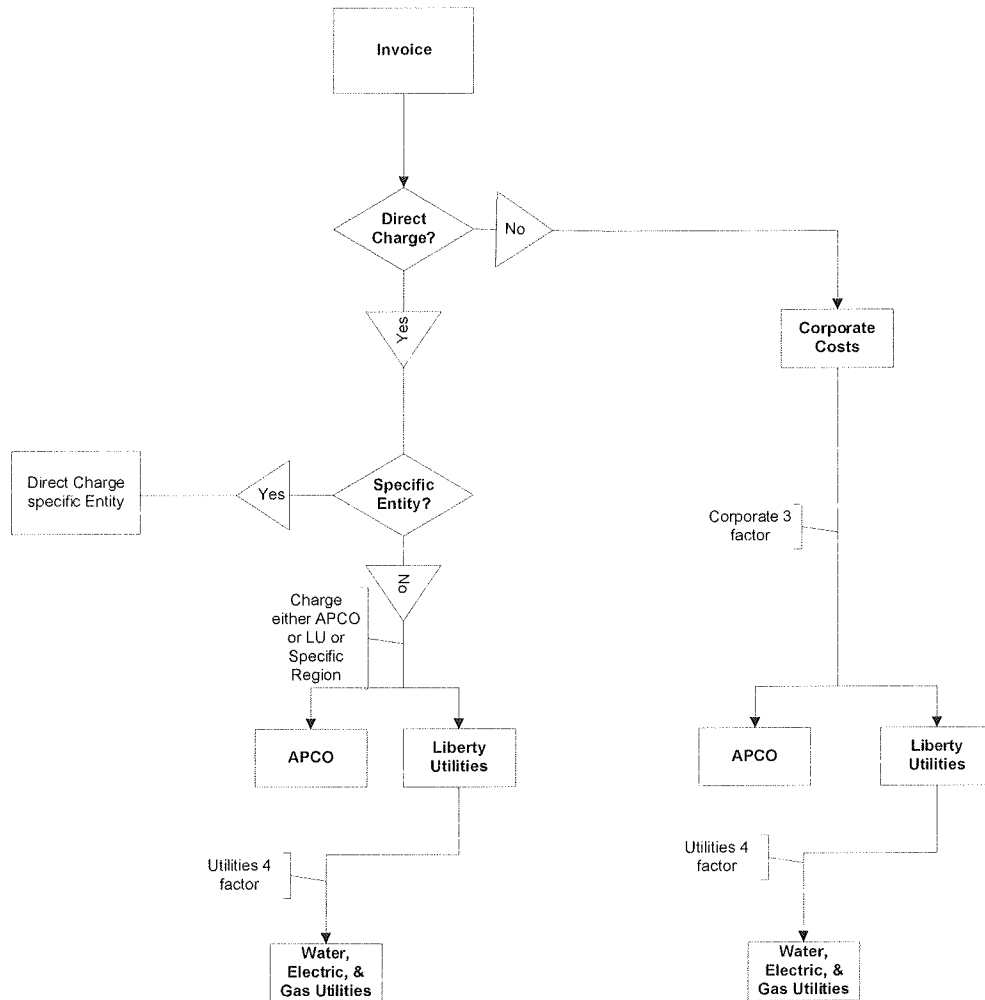 Invoice
Direct
Charge?
No
Yes
Corporate
Costs
Direct Charge
specific Entity
Yes
Specific
Entity?
Corporate 3
factor
No
Charge
either APCO
or LU or
Specific
Region
APCO
Liberty
Utilities
APCO
Liberty
Utilities
Utilities 4
factor
Utilities 4
factor
Water,
Electric, &
Gas Utilities
Water,
Electric, &
Gas Utilities